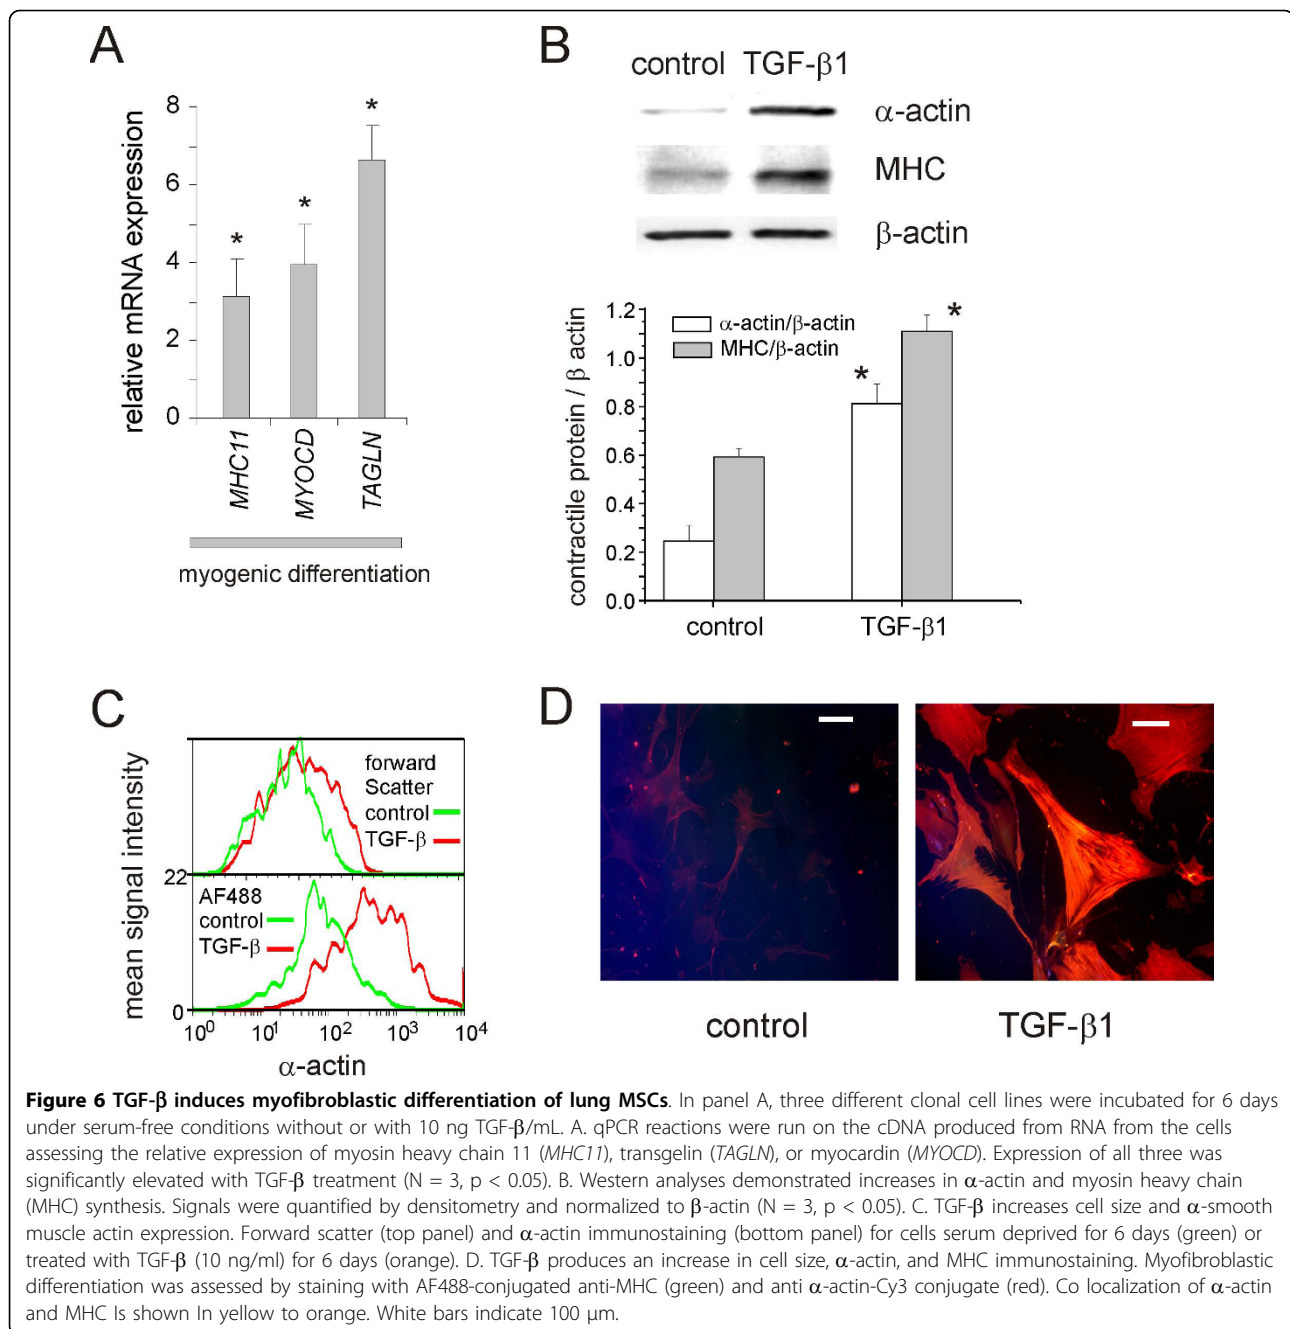 A
8
6
4
2
0
relative mRNA expression
*
*
*
MHC11
MYOCD
TAGLN
myogenic differentiation
B
control TGF-β1
α-actin
MHC
β-actin
1.2
1.0
0.8
0.6
0.4
0.2
0.0
contractile protein / β actin
α-actin/β-actin
MHC/β-actin
*
*
control
TGF-β1
C
mean signal intensity
forward
Scatter
control
TGF-β
22
AF488
control
TGF-β
0
10⁰ 10¹ 10² 10³ 10⁴
α-actin
D
control
TGF-β1
Figure 6 TGF-β induces myofibroblastic differentiation of lung MSCs. In panel A, three different clonal cell lines were incubated for 6 days
under serum-free conditions without or with 10 ng TGF-β/mL. A. qPCR reactions were run on the cDNA produced from RNA from the cells
assessing the relative expression of myosin heavy chain 11 (MHC11), transgelin (TAGLN), or myocardin (MYOCD). Expression of all three was
significantly elevated with TGF-β treatment (N = 3, p < 0.05). B. Western analyses demonstrated increases in α-actin and myosin heavy chain
(MHC) synthesis. Signals were quantified by densitometry and normalized to β-actin (N = 3, p < 0.05). C. TGF-β increases cell size and α-smooth
muscle actin expression. Forward scatter (top panel) and α-actin immunostaining (bottom panel) for cells serum deprived for 6 days (green) or
treated with TGF-β (10 ng/ml) for 6 days (orange). D. TGF-β produces an increase in cell size, α-actin, and MHC immunostaining. Myofibroblastic
differentiation was assessed by staining with AF488-conjugated anti-MHC (green) and anti α-actin-Cy3 conjugate (red). Co localization of α-actin
and MHC Is shown In yellow to orange. White bars indicate 100 μm.